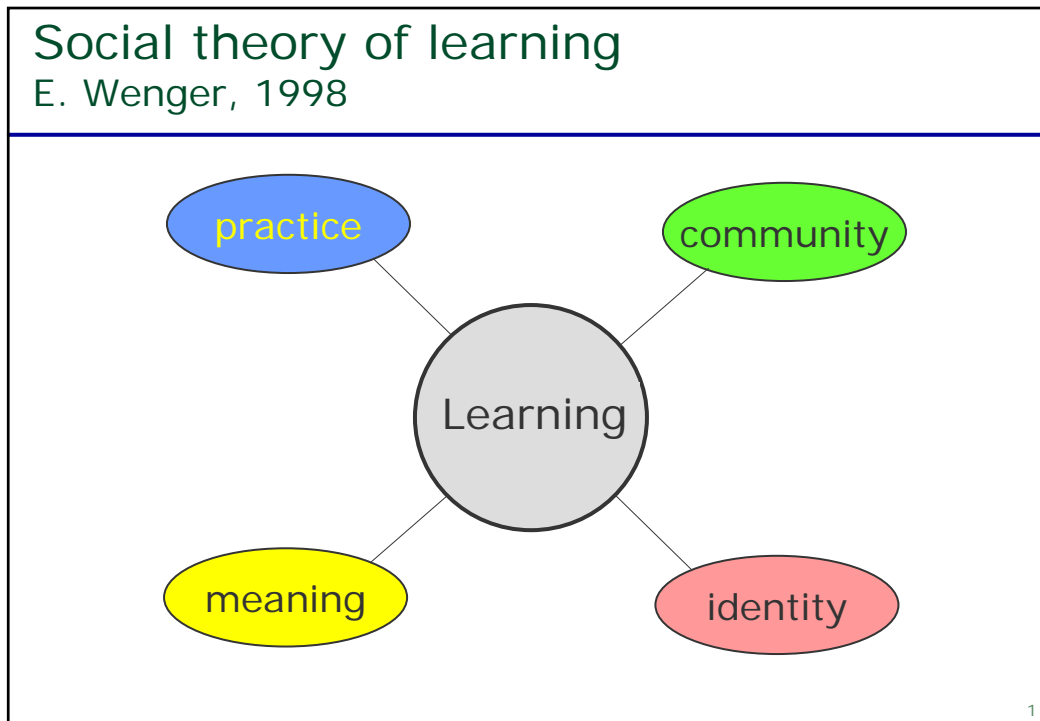 Social theory of learning
E. Wenger, 1998
practice
community
Learning
meaning
identity
1